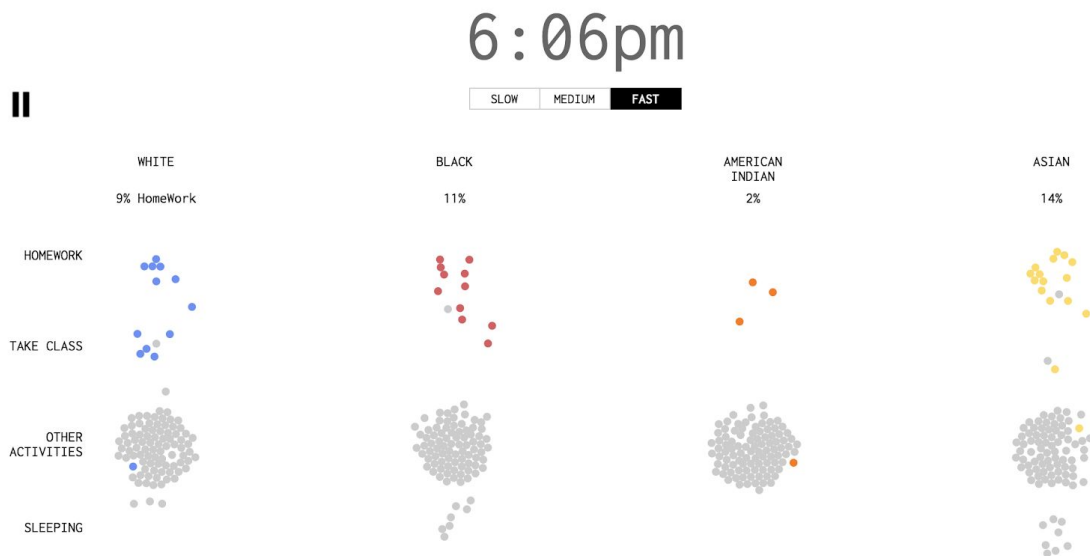 6:06pm
SLOW MEDIUM FAST
WHITE BLACK AMERICAN INDIAN ASIAN
9% HomeWork 11% 2% 14%
HOMEWORK
TAKE CLASS
OTHER
ACTIVITIES
SLEEPING